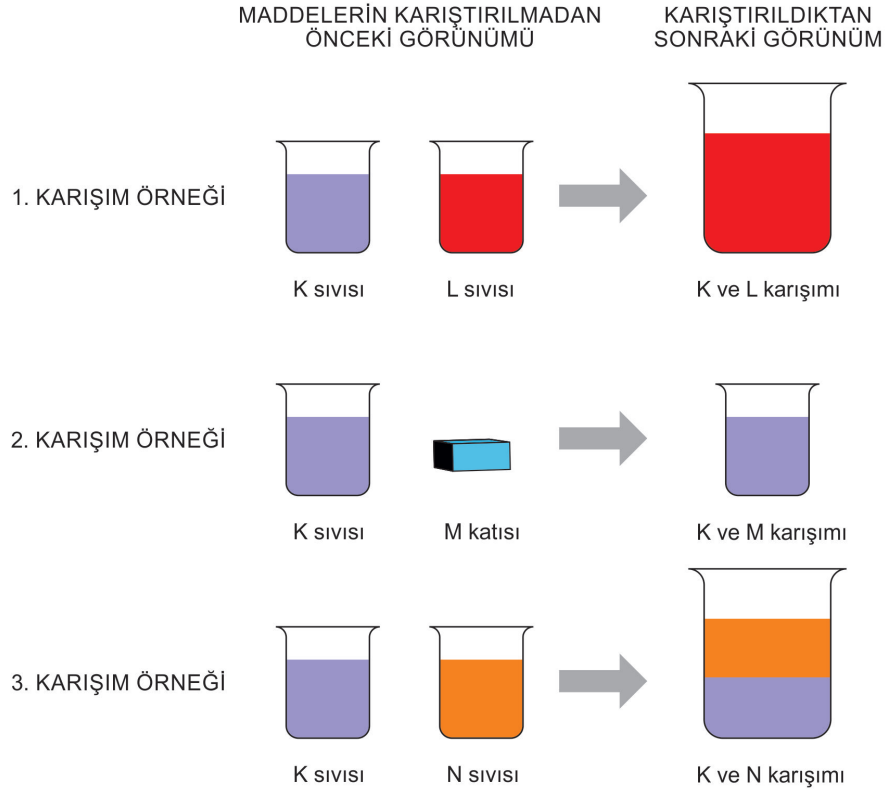 MADDELERİN KARIŞTIRILMADAN
ÖNCEKİ GÖRÜNÜMÜ
KARIŞTIRILDIKTAN
SONRAKİ GÖRÜNÜM
1. KARIŞIM ÖRNEĞİ
K sıvısı
L sıvısı
K ve L karışımı
2. KARIŞIM ÖRNEĞİ
K sıvısı
M katısı
K ve M karışımı
3. KARIŞIM ÖRNEĞİ
K sıvısı
N sıvısı
K ve N karışımı